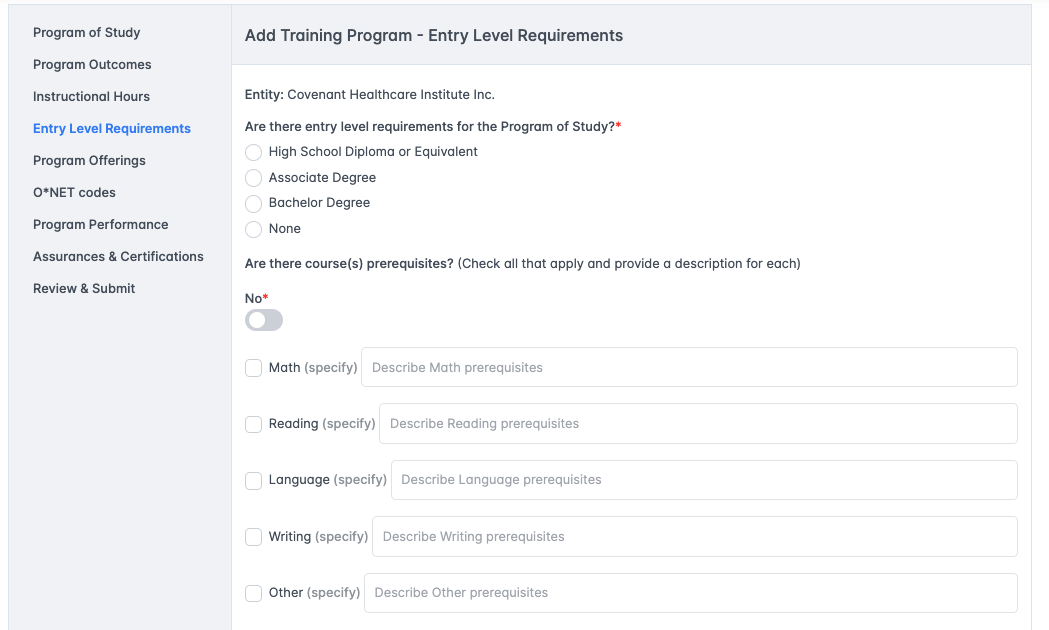 Program of Study
Program Outcomes
Instructional Hours
Entry Level Requirements
Program Offerings
O*NET codes
Program Performance
Assurances & Certifications
Review & Submit
Add Training Program - Entry Level Requirements
Entity: Covenant Healthcare Institute Inc.
Are there entry level requirements for the Program of Study?*
High School Diploma or Equivalent
Associate Degree
Bachelor Degree
None
Are there course(s) prerequisites? (Check all that apply and provide a description for each)
No*
Math (specify) Describe Math prerequisites
Reading (specify) Describe Reading prerequisites
Language (specify) Describe Language prerequisites
Writing (specify) Describe Writing prerequisites
Other (specify) Describe Other prerequisites